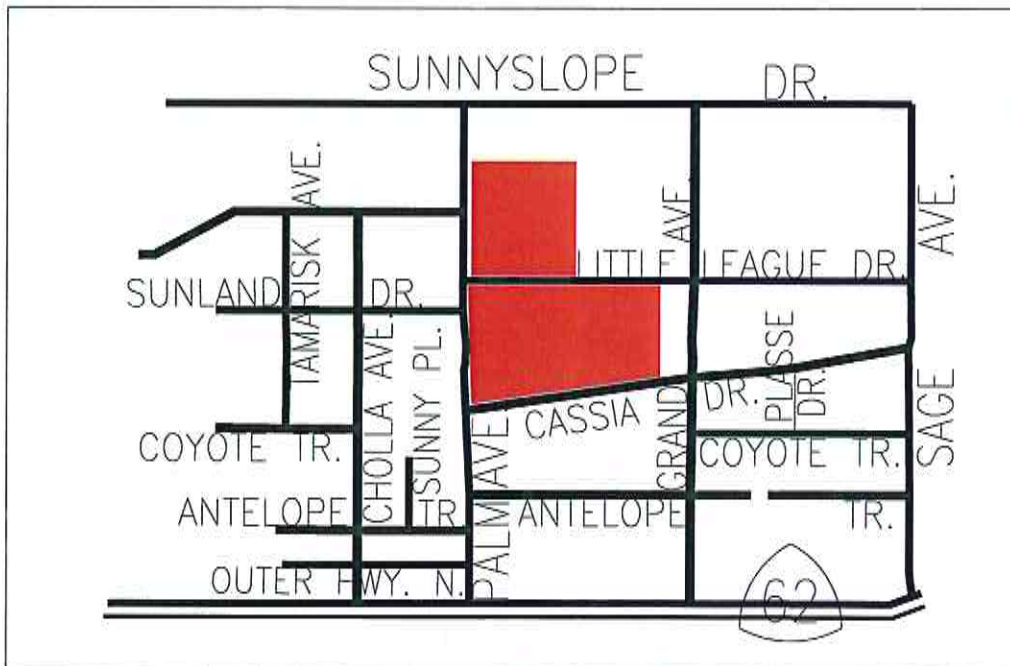 SUNNYSLOPE DR.
TAMARISK AVE.
GRAND AVE.
SAGE AVE.
LITTLE LEAGUE DR.
SUNLAND DR.
CHOLLA AVE.
SUNNY PL.
PLASSE DR.
CASSIA DR.
COYOTE TR.
COYOTE TR.
PALM AVE.
ANTELOPE TR.
ANTELOPE TR.
OUTER HWY. N.
62